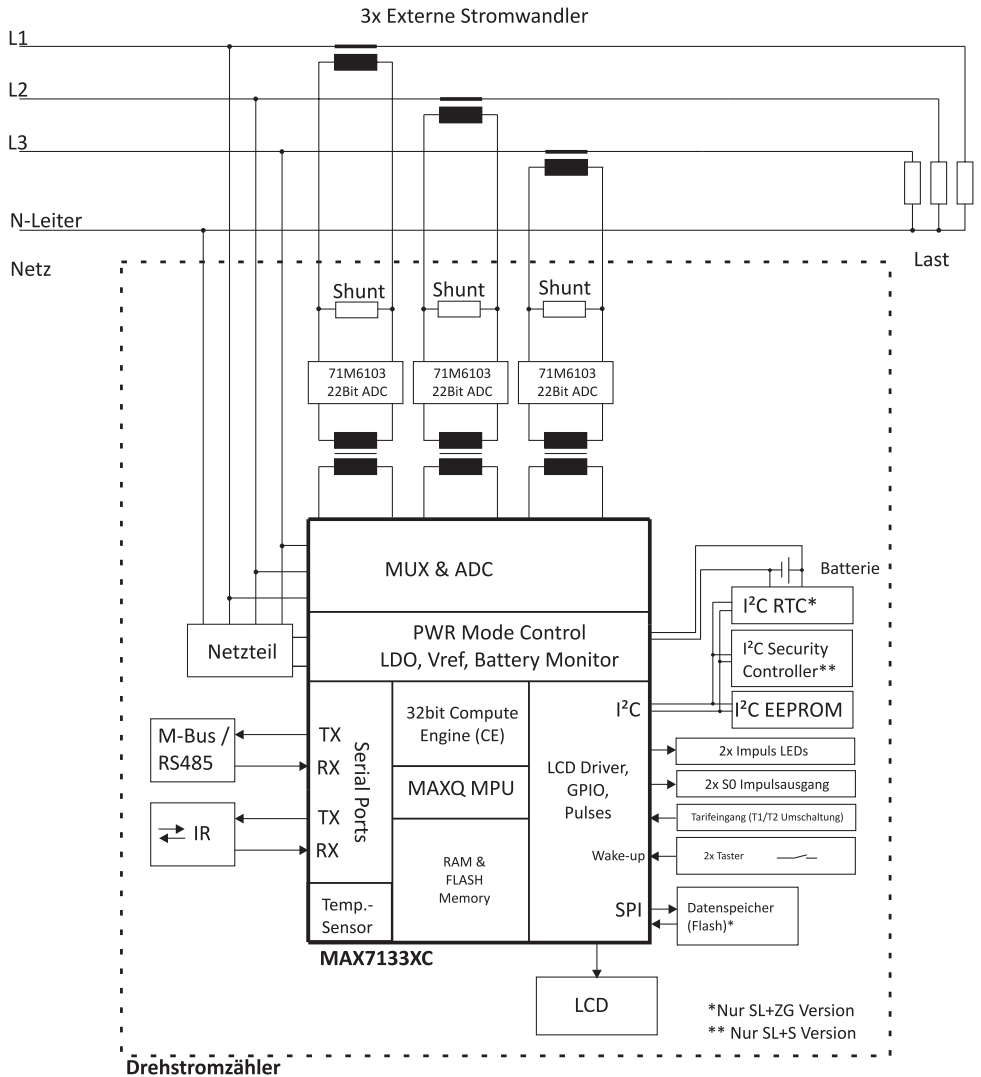 3x Externe Stromwandler
L1
L2
L3
N-Leiter
Netz
Last
Shunt
Shunt
Shunt
71M6103
22Bit ADC
71M6103
22Bit ADC
71M6103
22Bit ADC
MUX & ADC
Batterie
I²C RTC*
PWR Mode Control
LDO, Vref, Battery Monitor
Netzteil
I²C Security
Controller**
I²C
I²C EEPROM
32bit Compute
Engine (CE)
M-Bus /
RS485
TX
RX
TX
RX
Serial Ports
IR
MAXQ MPU
LCD Driver,
GPIO,
Pulses
2x Impuls LEDs
2x S0 Impulsausgang
Tarifeingang (T1/T2 Umschaltung)
Wake-up
2x Taster
RAM &
FLASH
Memory
Temp.-
Sensor
SPI
Datenspeicher
(Flash)*
MAX7133XC
LCD
*Nur SL+ZG Version
** Nur SL+S Version
Drehstromzähler